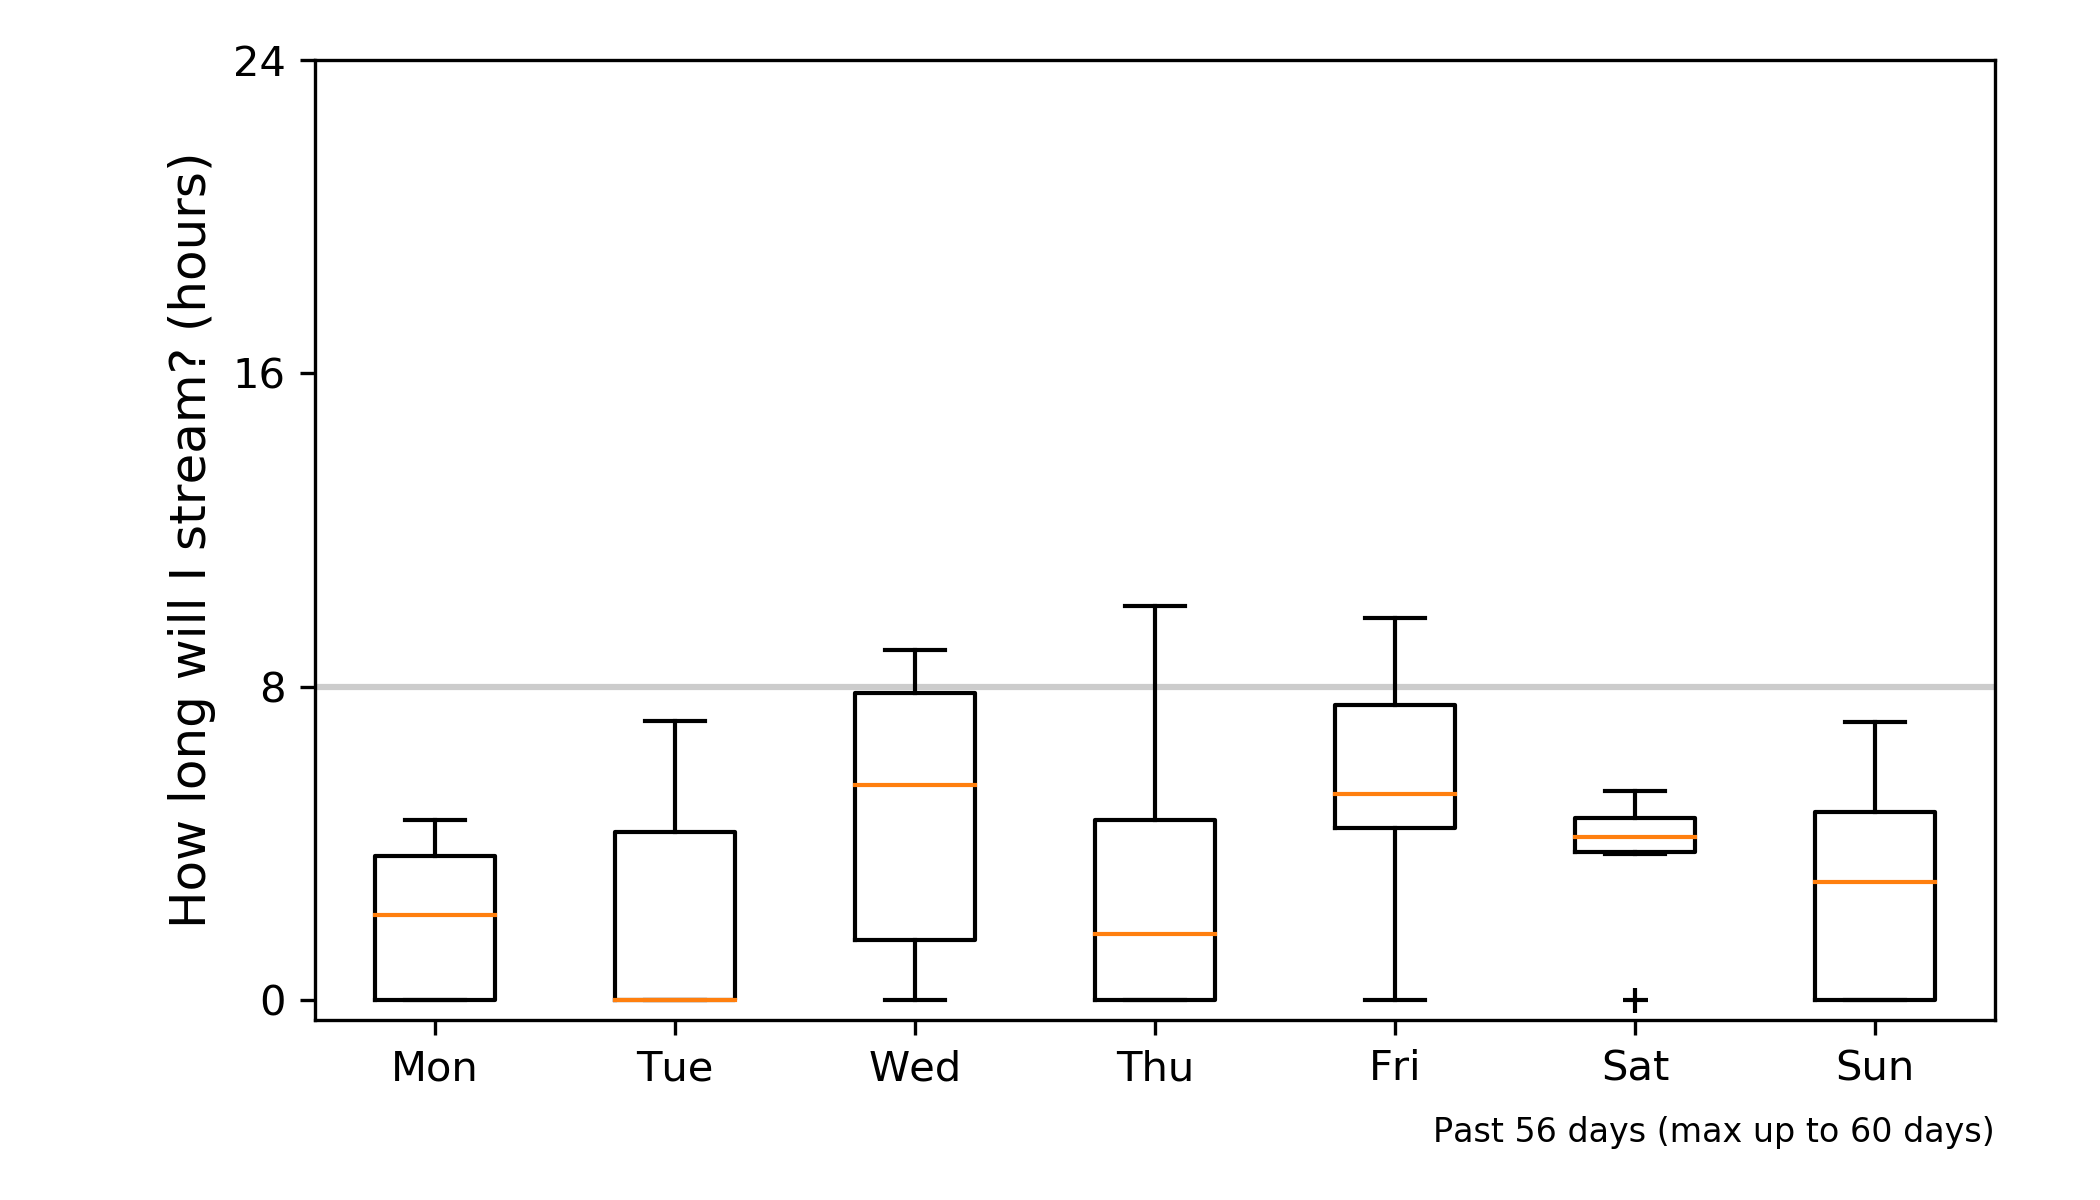 How long will I stream? (hours)
24
16
8
0
Mon Tue Wed Thu Fri Sat Sun
Past 56 days (max up to 60 days)